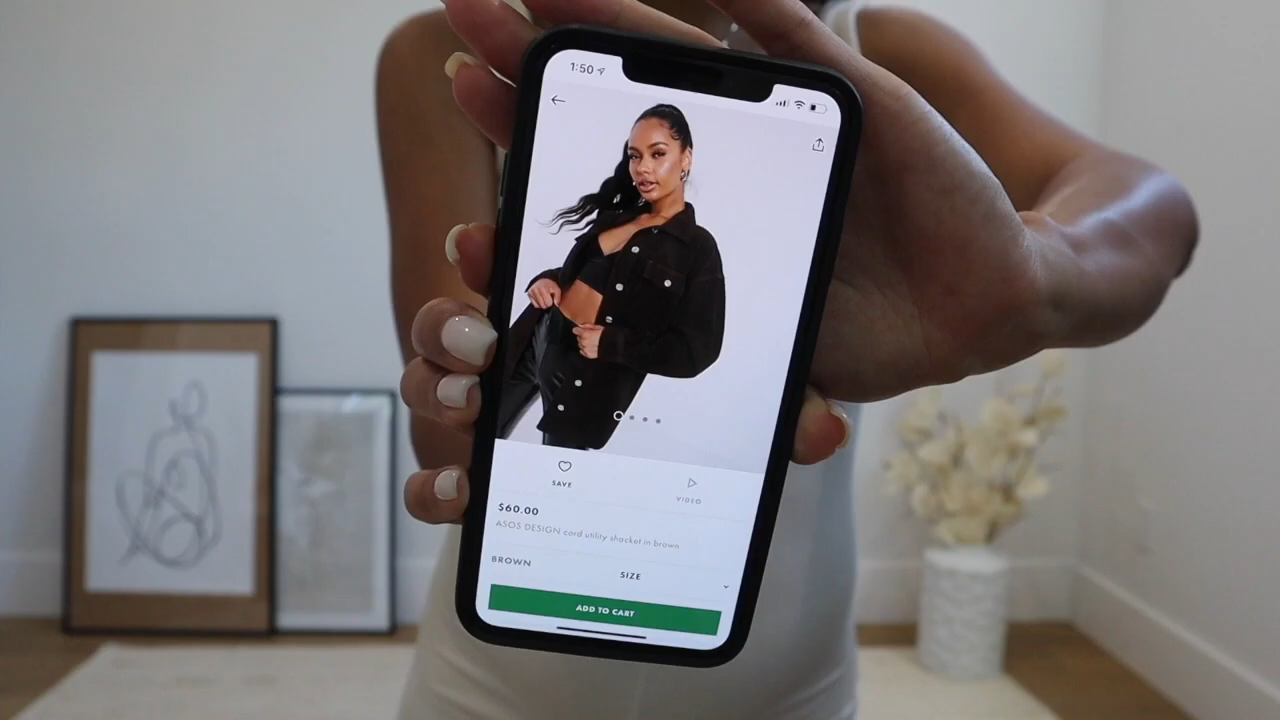 1:50
SAVE
VIDEO
$60.00
ASOS DESIGN cord utility shacket in brown
BROWN
SIZE
ADD TO CART